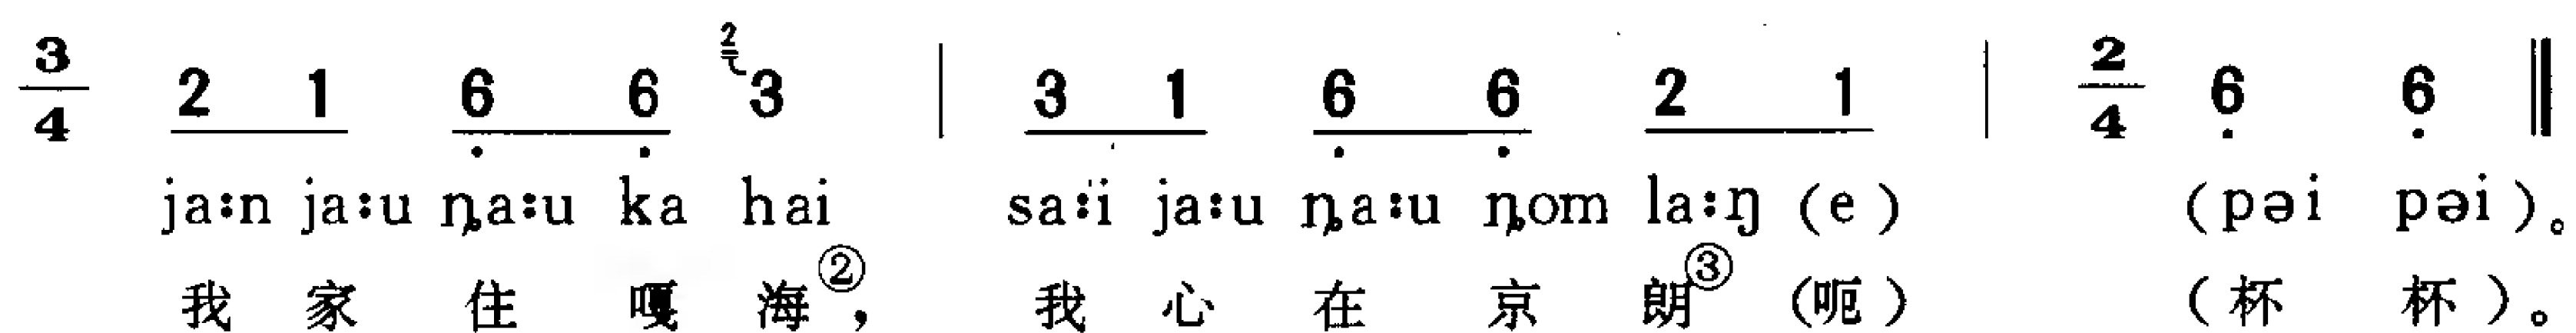 3/4 2 1 6̣ 6̣ ²3 | 3 1 6̣ 6̣ 2 1 | 2/4 6̣ 6̣ ‖
ja:n ja:u ȵa:u ka hai sa:i ja:u ȵa:u ȵom la:ŋ (e) (pəi pəi)。
我 家 住 嘎 海②， 我 心 在 京 朗③ (呃) (杯 杯)。